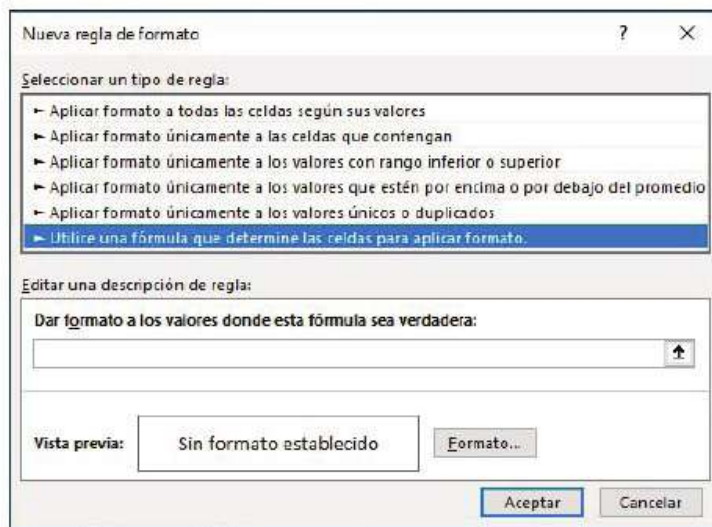 Nueva regla de formato ? X
Seleccionar un tipo de regla:
► Aplicar formato a todas las celdas según sus valores
► Aplicar formato únicamente a las celdas que contengan
► Aplicar formato únicamente a los valores con rango inferior o superior
► Aplicar formato únicamente a los valores que estén por encima o por debajo del promedio
► Aplicar formato únicamente a los valores únicos o duplicados
► Utilice una fórmula que determine las celdas para aplicar formato.
Editar una descripción de regla:
Dar formato a los valores donde esta fórmula sea verdadera:
Vista previa: Sin formato establecido Formato...
Aceptar Cancelar